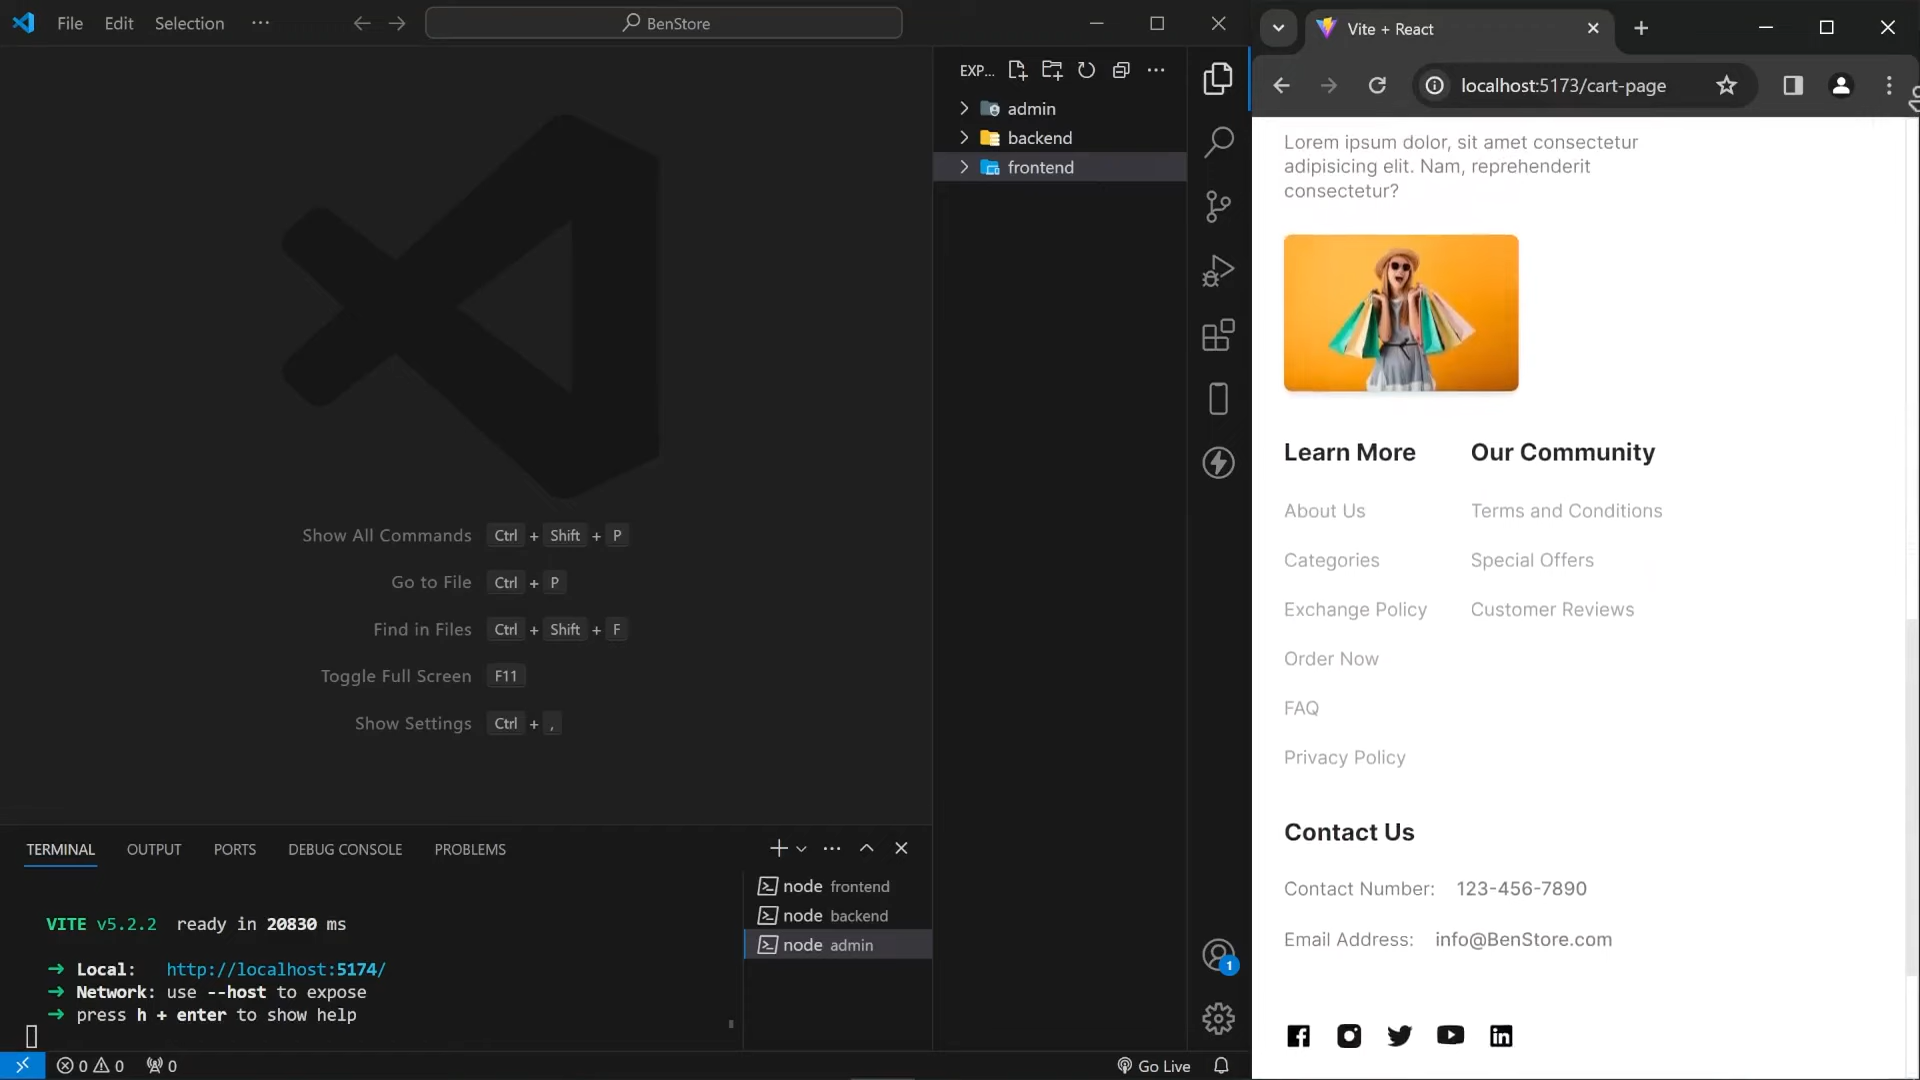 File Edit Selection ···
BenStore
EXP...
admin
backend
frontend
Show All Commands Ctrl + Shift + P
Go to File Ctrl + P
Find in Files Ctrl + Shift + F
Toggle Full Screen F11
Show Settings Ctrl + ,
TERMINAL OUTPUT PORTS DEBUG CONSOLE PROBLEMS
VITE v5.2.2 ready in 20830 ms
➜ Local: http://localhost:5174/
➜ Network: use --host to expose
➜ press h + enter to show help
node frontend
node backend
node admin
1
0 0 0
Go Live
Vite + React
localhost:5173/cart-page
Lorem ipsum dolor, sit amet consectetur
adipisicing elit. Nam, reprehenderit
consectetur?
Learn More
About Us
Categories
Exchange Policy
Order Now
FAQ
Privacy Policy
Our Community
Terms and Conditions
Special Offers
Customer Reviews
Contact Us
Contact Number: 123-456-7890
Email Address: info@BenStore.com